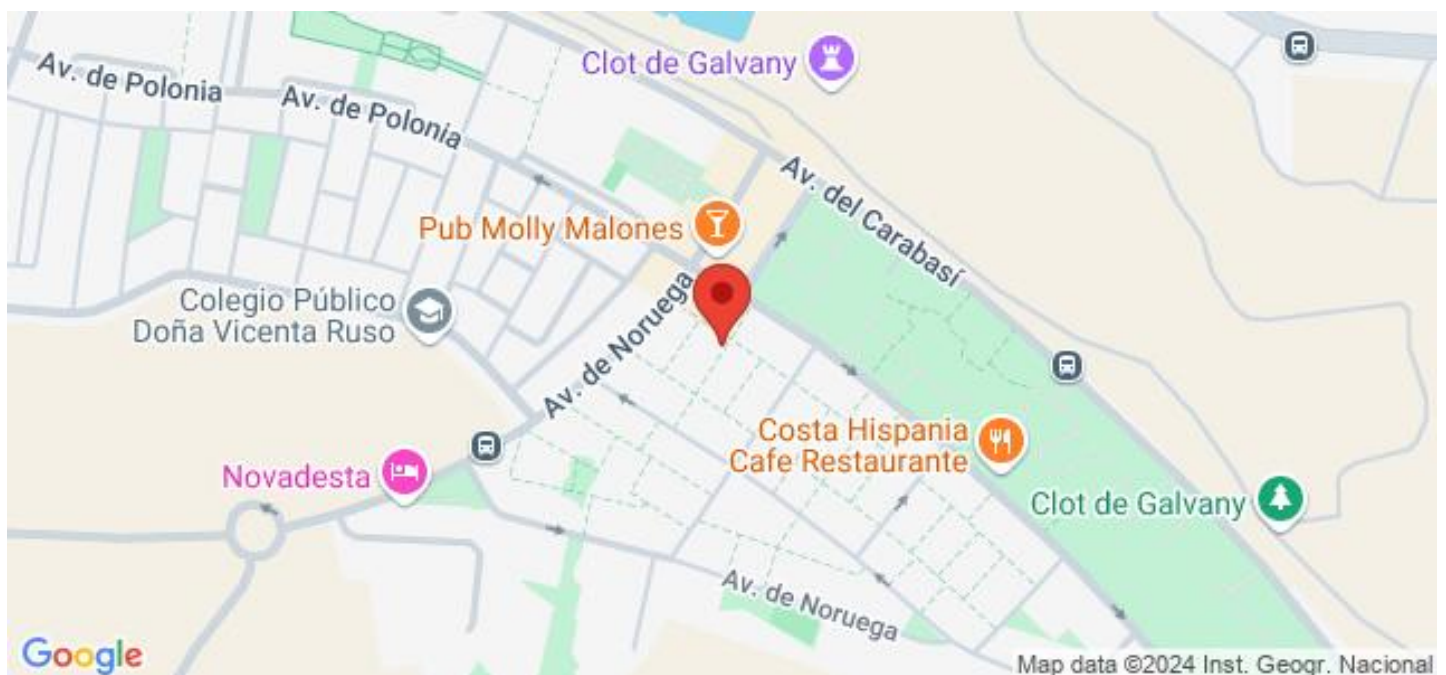 Clot de Galvany
Av. de Polonia
Av. de Polonia
Av. del Carabasí
Pub Molly Malones
Colegio Público
Doña Vicenta Ruso
Av. de Noruega
Costa Hispania
Cafe Restaurante
Novadesta
Clot de Galvany
Av. de Noruega
Google
Map data ©2024 Inst. Geogr. Nacional